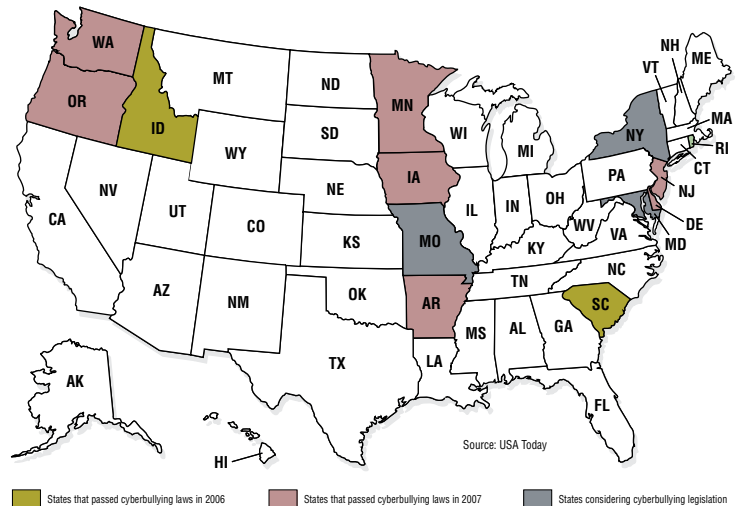 NH
VT
ME
WA
MT
ND
MN
OR
ID
SD
WI
NY
MA
RI
WY
MI
CT
IA
PA
NJ
NE
NV
UT
IL
IN
OH
DE
CA
CO
WV
MD
KS
MO
VA
KY
NC
TN
AZ
NM
OK
AR
SC
MS
AL
GA
TX
LA
AK
FL
Source: USA Today
HI
States that passed cyberbullying laws in 2006
States that passed cyberbullying laws in 2007
States considering cyberbullying legislation